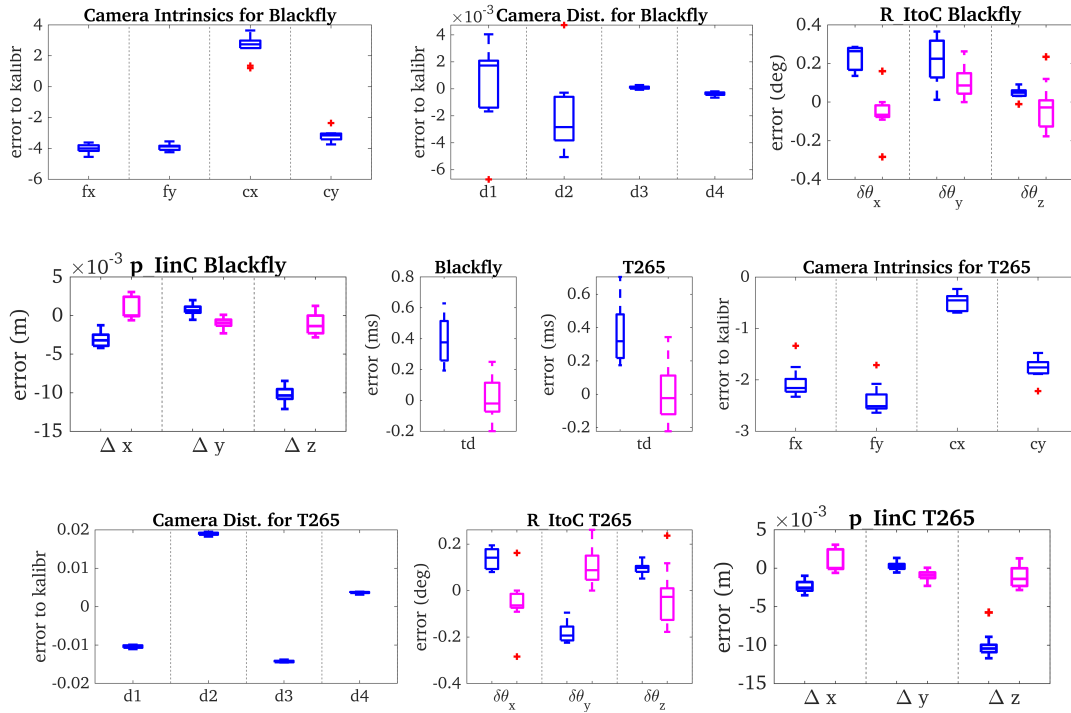 Camera Intrinsics for Blackfly
error to kalibr
4
2
0
-2
-4
-6
fx fy cx cy
Camera Dist. for Blackfly
×10⁻³
error to kalibr
4
2
0
-2
-4
-6
d1 d2 d3 d4
R_ItoC Blackfly
error (deg)
0.4
0.2
0
-0.2
-0.4
δθx δθy δθz
p_IinC Blackfly
×10⁻³
error (m)
5
0
-5
-10
-15
Δ x Δ y Δ z
Blackfly
error (ms)
0.8
0.6
0.4
0.2
0
-0.2
td
T265
error (ms)
0.6
0.4
0.2
0
-0.2
td
Camera Intrinsics for T265
error to kalibr
0
-1
-2
-3
fx fy cx cy
Camera Dist. for T265
error to kalibr
0.02
0.01
0
-0.01
-0.02
d1 d2 d3 d4
R_ItoC T265
error (deg)
0.2
0
-0.2
-0.4
δθx δθy δθz
p_IinC T265
×10⁻³
error (m)
5
0
-5
-10
-15
Δ x Δ y Δ z